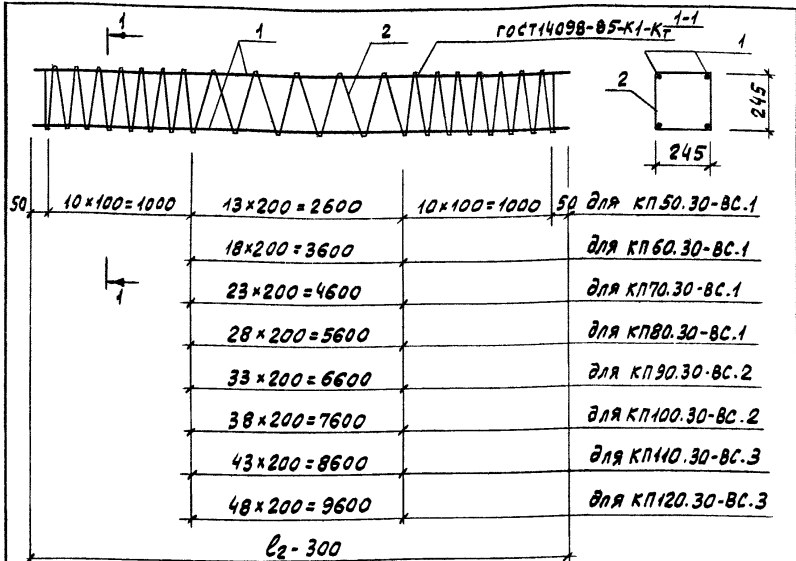 1 1 2 ГОСТ 14098-85-К1-Кт 1-1 1
2
245
245
50 10×100=1000 13×200=2600 10×100=1000 50 для КП50.30-ВС.1
18×200=3600 для КП60.30-ВС.1
1
23×200=4600 для КП70.30-ВС.1
28×200=5600 для КП80.30-ВС.1
33×200=6600 для КП90.30-ВС.2
38×200=7600 для КП100.30-ВС.2
43×200=8600 для КП110.30-ВС.3
48×200=9600 для КП120.30-ВС.3
ℓ2-300